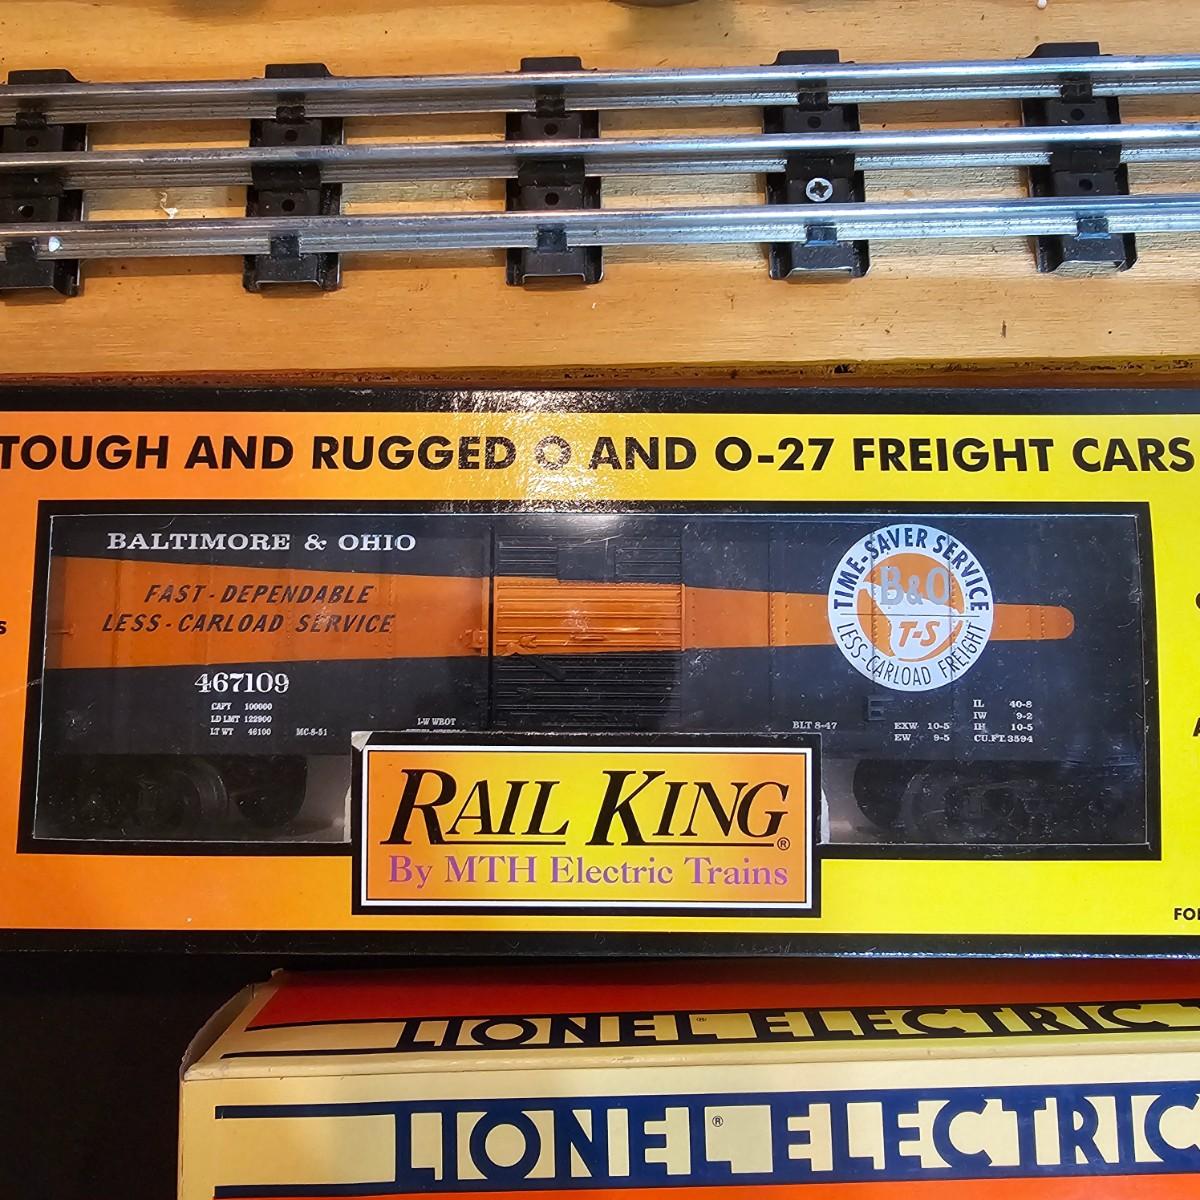 TOUGH AND RUGGED O AND O-27 FREIGHT CARS
BALTIMORE & OHIO
FAST-DEPENDABLE
LESS-CARLOAD SERVICE
467109
CAPY 100000
LD LMT 122900
LT WT 46100 MC-8-51
TIME-SAVER SERVICE
B&O
T-S
LESS-CARLOAD FREIGHT
E
BLT 8-47
EXW 10-5
EW 9-5
IL 40-8
IW 9-2
IH 10-5
CU.FT. 3594
RAIL KING®
By MTH Electric Trains
LIONEL® ELECTRIC
LIONEL® ELECTRIC